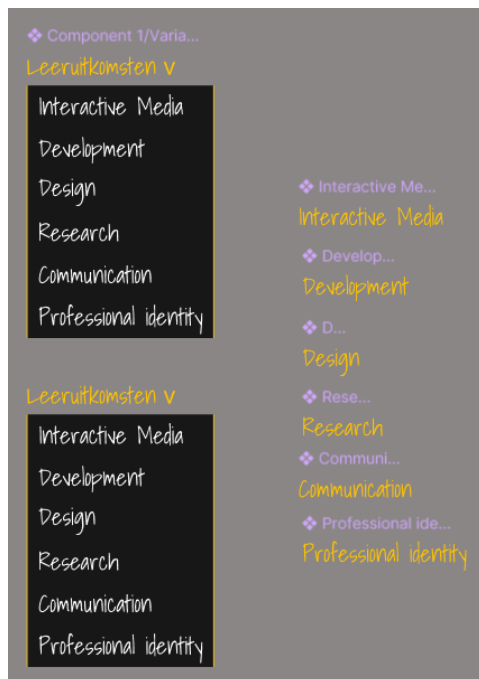 Component 1/Varia...
Leeruitkomsten v
Interactive Media
Development
Design
Research
Communication
Professional identity
Leeruitkomsten v
Interactive Media
Development
Design
Research
Communication
Professional identity
Interactive Me...
Interactive Media
Develop...
Development
D...
Design
Rese...
Research
Communi...
Communication
Professional ide...
Professional identity